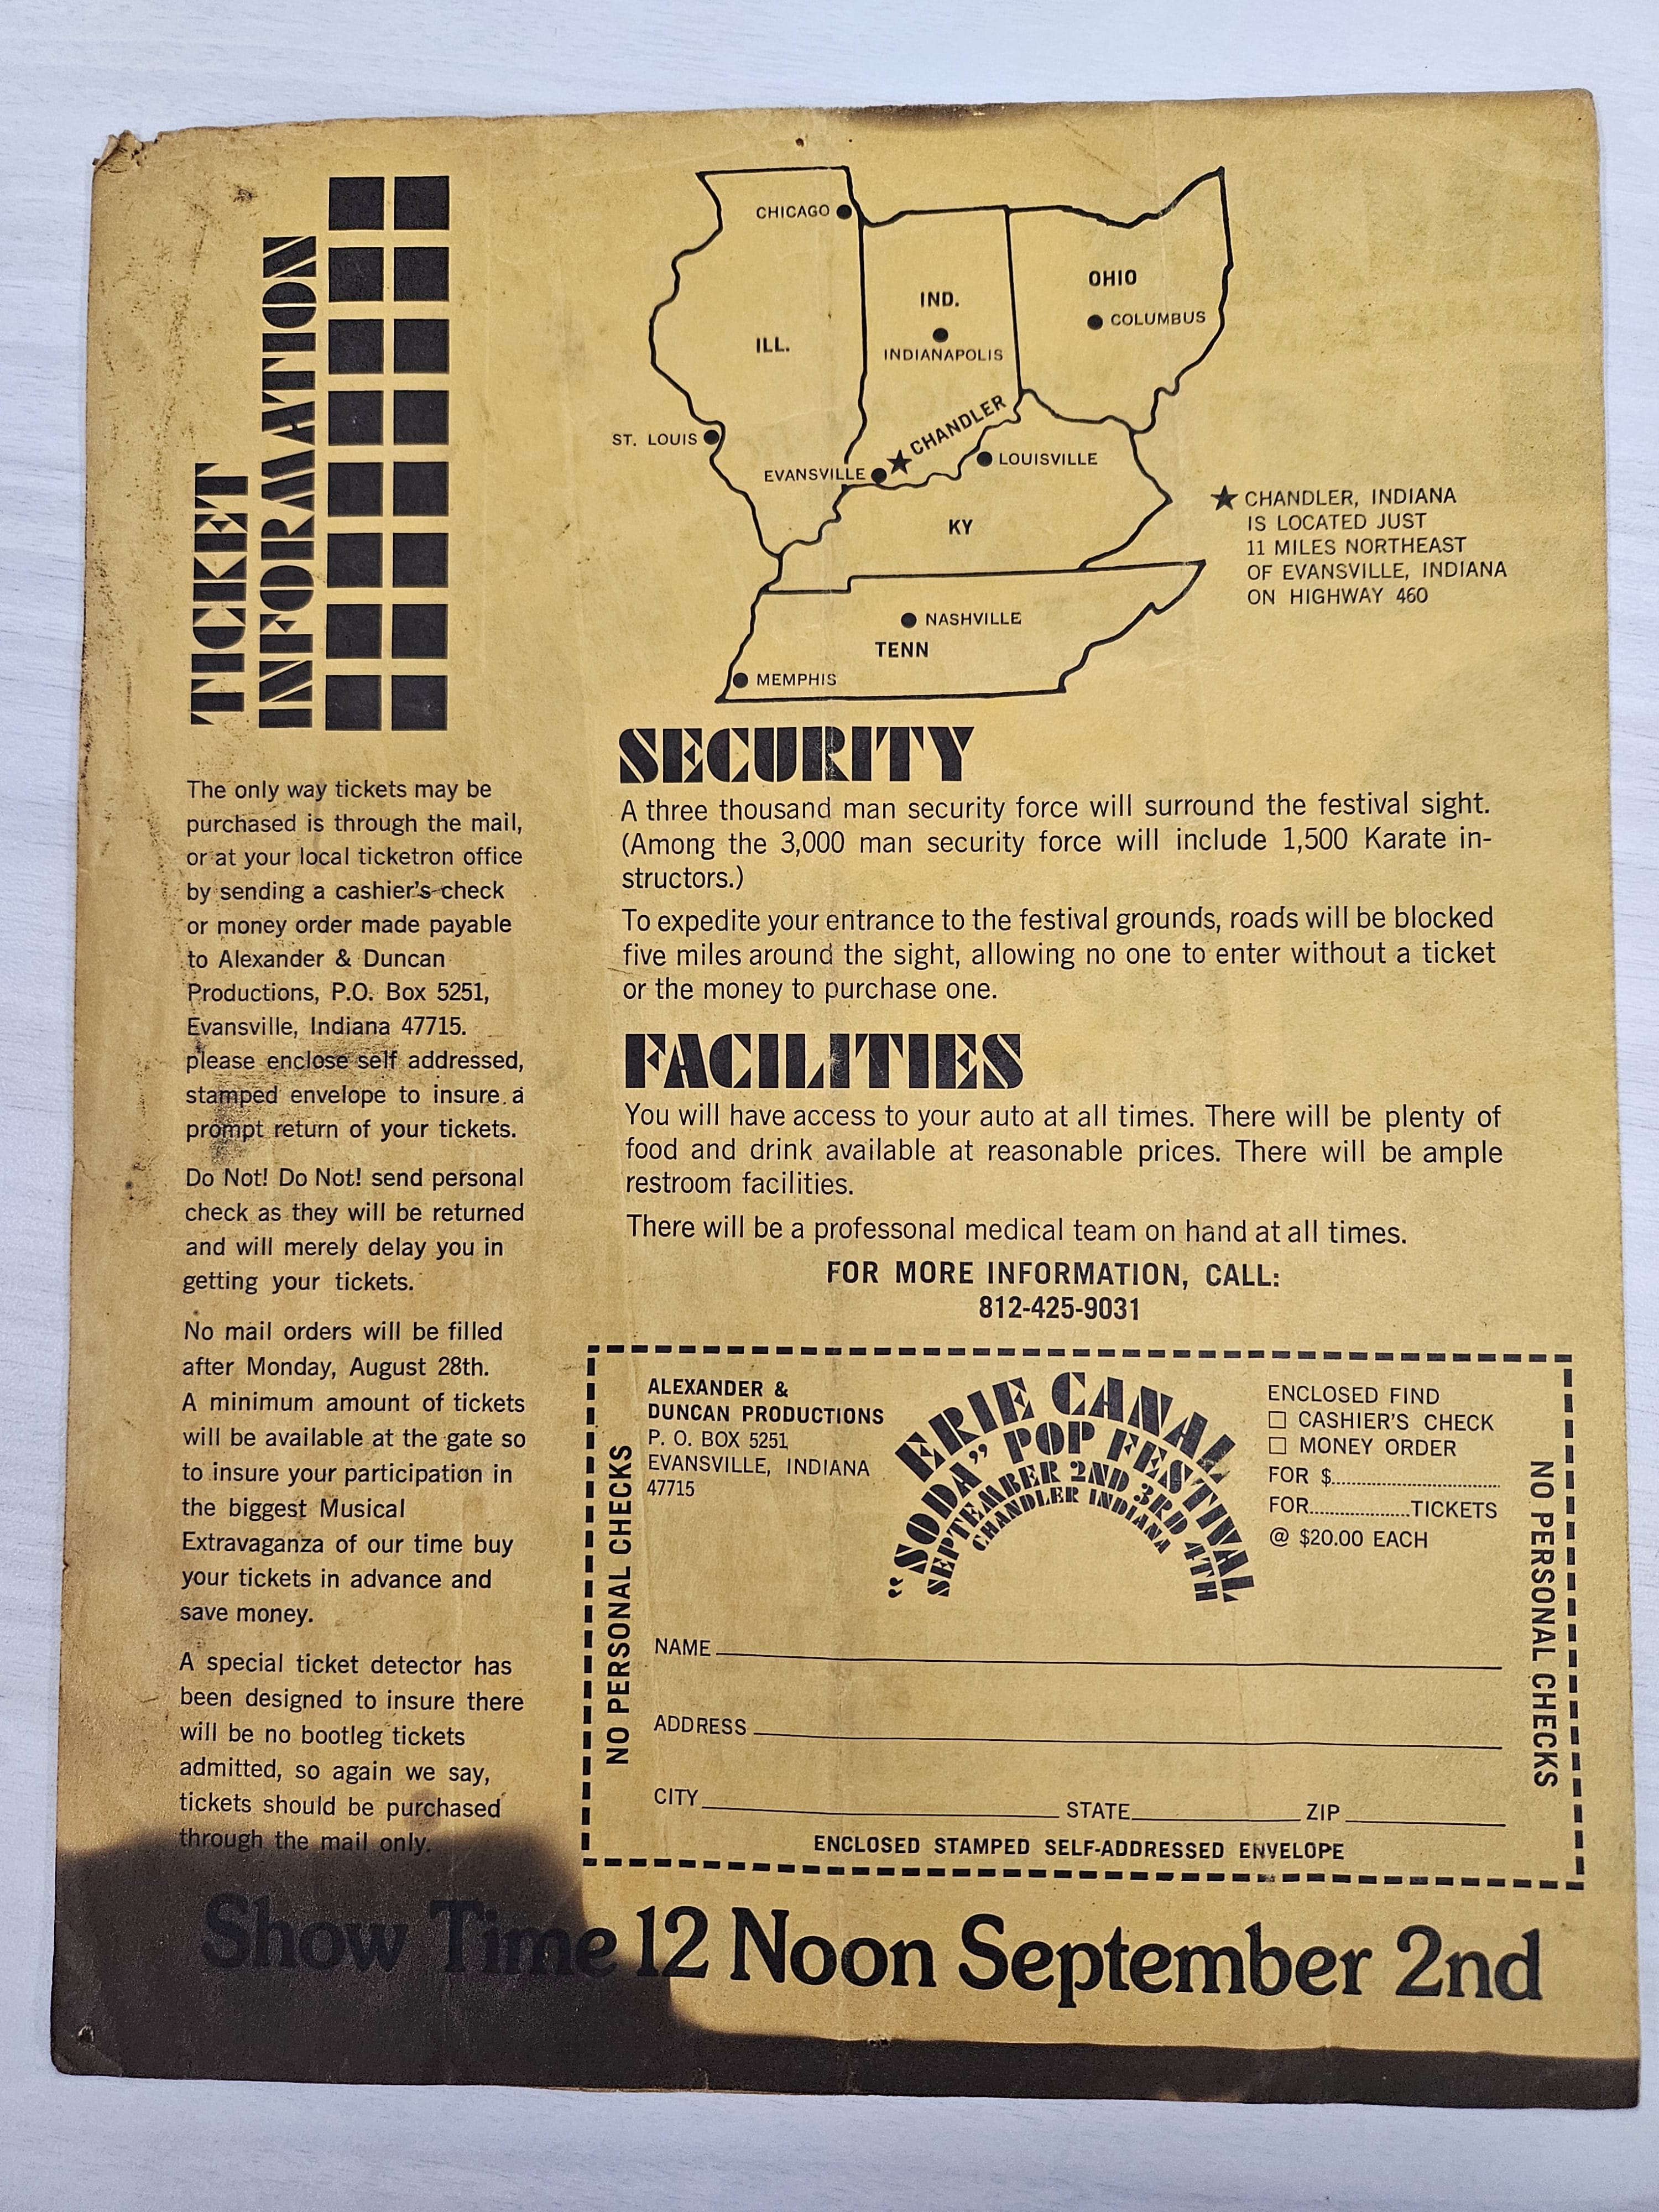 TICKET
INFORMATION
The only way tickets may be
purchased is through the mail,
or at your local ticketron office
by sending a cashier's check
or money order made payable
to Alexander & Duncan
Productions, P.O. Box 5251,
Evansville, Indiana 47715.
please enclose self addressed,
stamped envelope to insure a
prompt return of your tickets.
Do Not! Do Not! send personal
check as they will be returned
and will merely delay you in
getting your tickets.
No mail orders will be filled
after Monday, August 28th.
A minimum amount of tickets
will be available at the gate so
to insure your participation in
the biggest Musical
Extravaganza of our time buy
your tickets in advance and
save money.
A special ticket detector has
been designed to insure there
will be no bootleg tickets
admitted, so again we say,
tickets should be purchased
through the mail only.
CHICAGO
OHIO
IND.
COLUMBUS
ILL.
INDIANAPOLIS
CHANDLER
ST. LOUIS
LOUISVILLE
EVANSVILLE
KY
NASHVILLE
TENN
MEMPHIS
★ CHANDLER, INDIANA
IS LOCATED JUST
11 MILES NORTHEAST
OF EVANSVILLE, INDIANA
ON HIGHWAY 460
SECURITY
A three thousand man security force will surround the festival sight.
(Among the 3,000 man security force will include 1,500 Karate in-
structors.)
To expedite your entrance to the festival grounds, roads will be blocked
five miles around the sight, allowing no one to enter without a ticket
or the money to purchase one.
FACILITIES
You will have access to your auto at all times. There will be plenty of
food and drink available at reasonable prices. There will be ample
restroom facilities.
There will be a professonal medical team on hand at all times.
FOR MORE INFORMATION, CALL:
812-425-9031
NO PERSONAL CHECKS
ALEXANDER &
DUNCAN PRODUCTIONS
P. O. BOX 5251
EVANSVILLE, INDIANA
47715
ERIE CANAL
"SODA" POP FESTIVAL
SEPTEMBER 2ND 3RD 4TH
CHANDLER INDIANA
ENCLOSED FIND
☐ CASHIER'S CHECK
☐ MONEY ORDER
FOR $..............................
FOR..................TICKETS
@ $20.00 EACH
NO PERSONAL CHECKS
NAME
ADDRESS
CITY STATE ZIP
ENCLOSED STAMPED SELF-ADDRESSED ENVELOPE
Show Time 12 Noon September 2nd